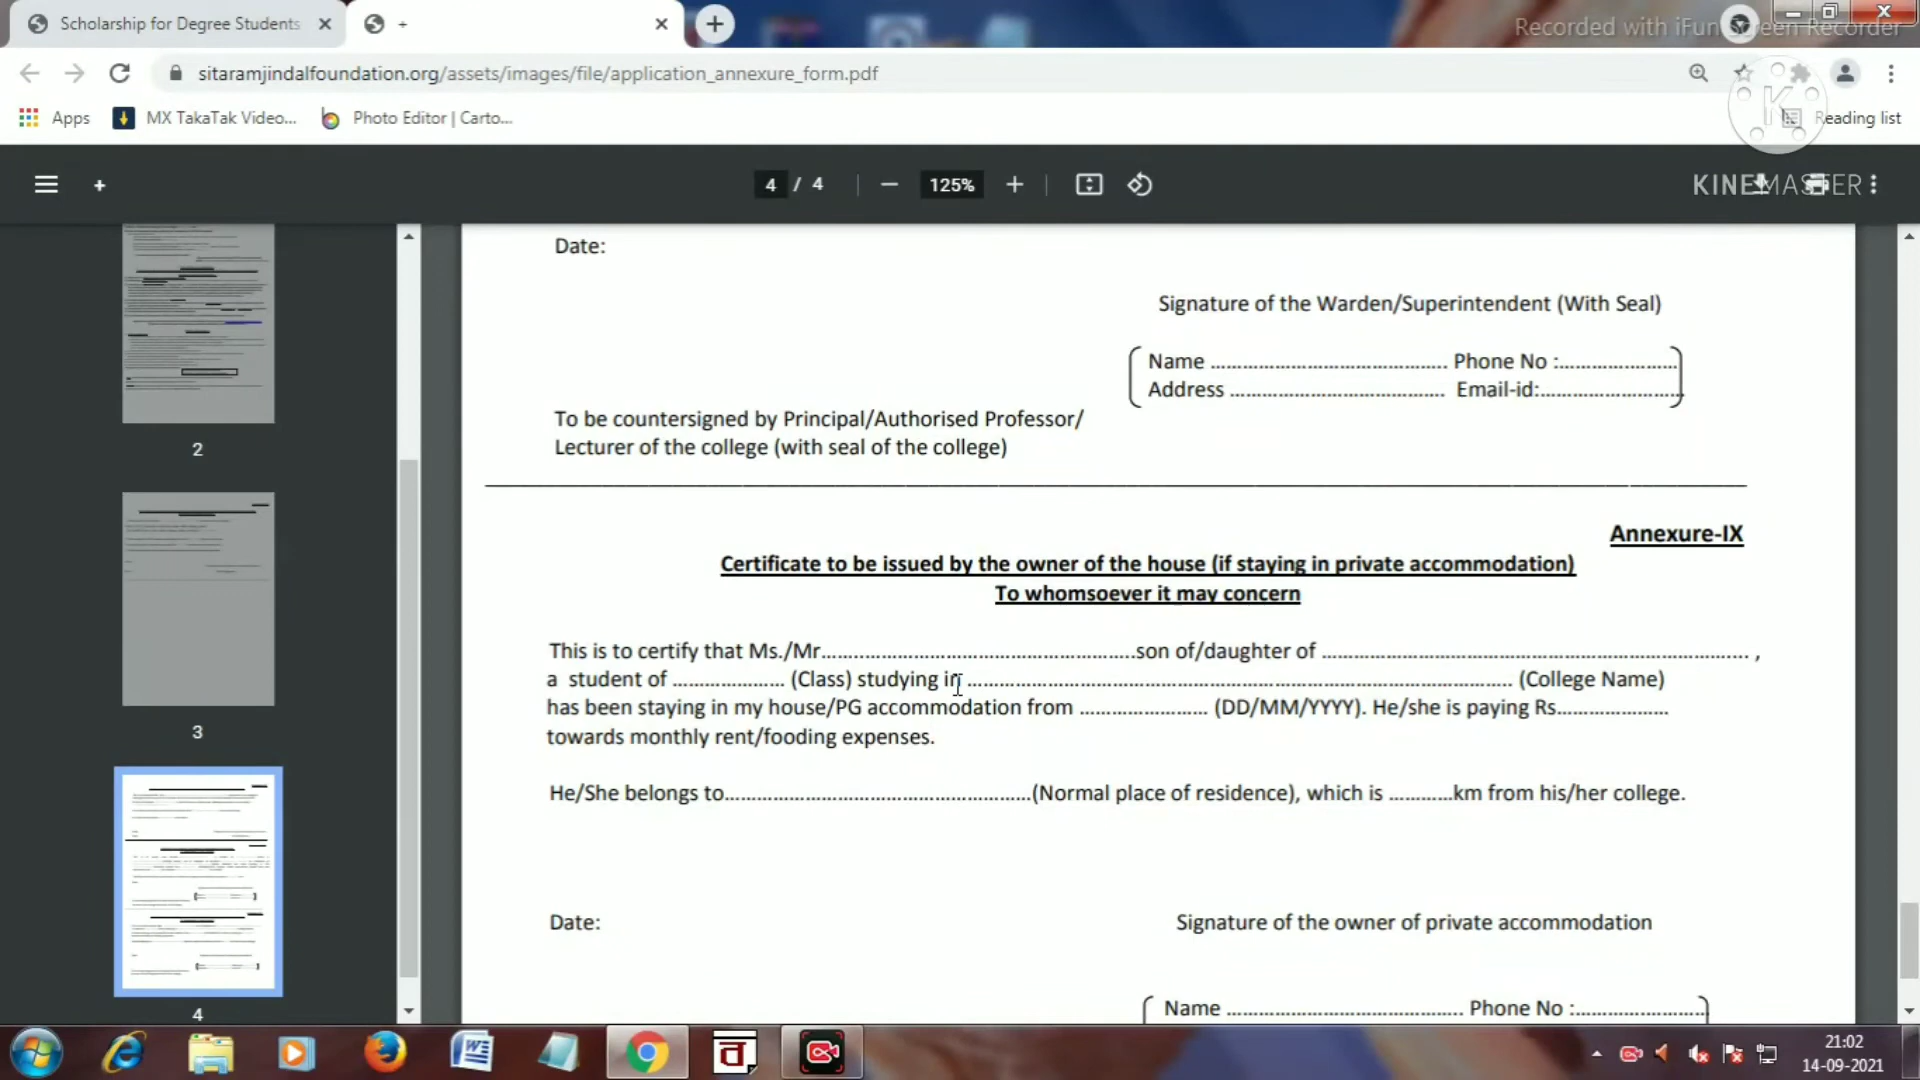 Scholarship for Degree Students
+
Recorded with iFun Screen Recorder
sitaramjindalfoundation.org/assets/images/file/application_annexure_form.pdf
Apps
MX TakaTak Video...
Photo Editor | Carto...
Reading list
K
+
4 / 4
125%
KINEMASTER
Date:
Signature of the Warden/Superintendent (With Seal)
Name ........................................ Phone No :....................
Address ..................................... Email-id:........................
To be countersigned by Principal/Authorised Professor/
Lecturer of the college (with seal of the college)
Annexure-IX
Certificate to be issued by the owner of the house (if staying in private accommodation)
To whomsoever it may concern
This is to certify that Ms./Mr......................................................son of/daughter of ........................................................................ ,
a student of ................... (Class) studying in ............................................................................................. (College Name)
has been staying in my house/PG accommodation from ...................... (DD/MM/YYYY). He/she is paying Rs...................
towards monthly rent/fooding expenses.
He/She belongs to.....................................................(Normal place of residence), which is ...........km from his/her college.
Date:
Signature of the owner of private accommodation
Name ........................................ Phone No :.......................
2
3
4
21:02
14-09-2021